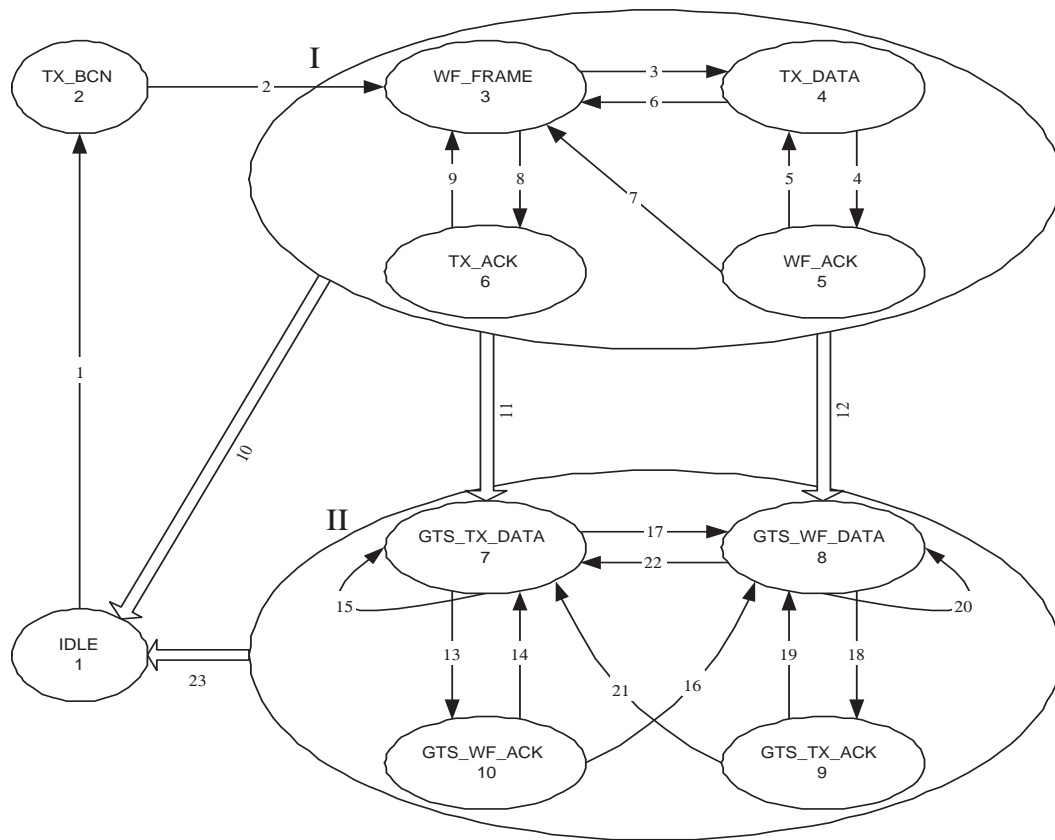 I
TX_BCN
2
WF_FRAME
3
TX_DATA
4
2
3
6
9
8
5
4
7
TX_ACK
6
WF_ACK
5
1
10
11
12
II
GTS_TX_DATA
7
GTS_WF_DATA
8
17
22
15
20
13
14
19
18
21
16
IDLE
1
23
GTS_WF_ACK
10
GTS_TX_ACK
9